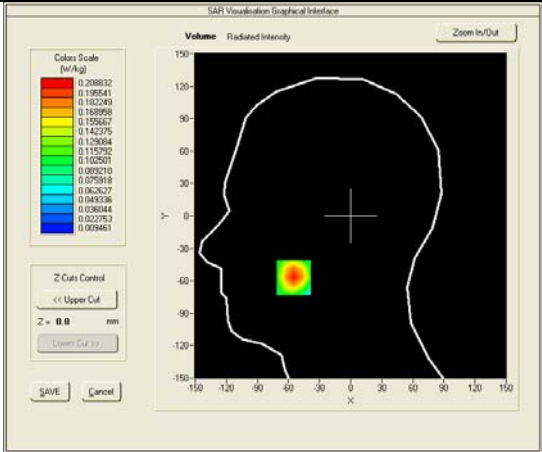 SAR Visualisation Graphical Interface
Volume Radiated Intensity
Zoom In/Out
Colors Scale
(W/kg)
0.208832
0.195541
0.182249
0.168958
0.155667
0.142375
0.129084
0.115792
0.102501
0.089210
0.075918
0.062627
0.049336
0.036044
0.022753
0.009461
Z-Cuts Control
<< Upper Cut
Z = 0.0 mm
Lower Cut >>
SAVE Cancel
150
120
90
60
30
0
-30
-60
-90
-120
-150
Y
-150 -120 -90 -60 -30 0 30 60 90 120 150
X